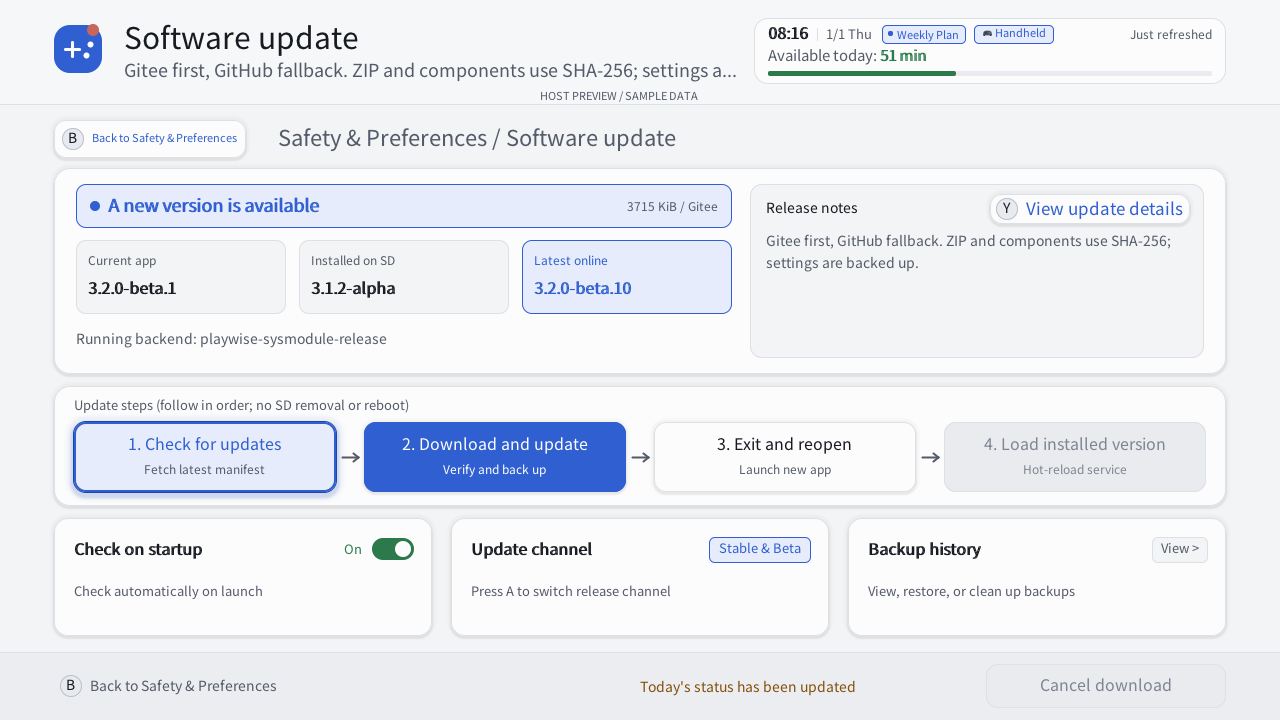 Software update
Gitee first, GitHub fallback. ZIP and components use SHA-256; settings a...
08:16 1/1 Thu Weekly Plan Handheld Just refreshed
Available today: 51 min
HOST PREVIEW / SAMPLE DATA
B Back to Safety & Preferences
Safety & Preferences / Software update
A new version is available 3715 KiB / Gitee
Current app
3.2.0-beta.1
Installed on SD
3.1.2-alpha
Latest online
3.2.0-beta.10
Running backend: playwise-sysmodule-release
Release notes
Y View update details
Gitee first, GitHub fallback. ZIP and components use SHA-256;
settings are backed up.
Update steps (follow in order; no SD removal or reboot)
1. Check for updates
Fetch latest manifest
2. Download and update
Verify and back up
3. Exit and reopen
Launch new app
4. Load installed version
Hot-reload service
Check on startup On
Check automatically on launch
Update channel Stable & Beta
Press A to switch release channel
Backup history View >
View, restore, or clean up backups
B Back to Safety & Preferences
Today's status has been updated
Cancel download